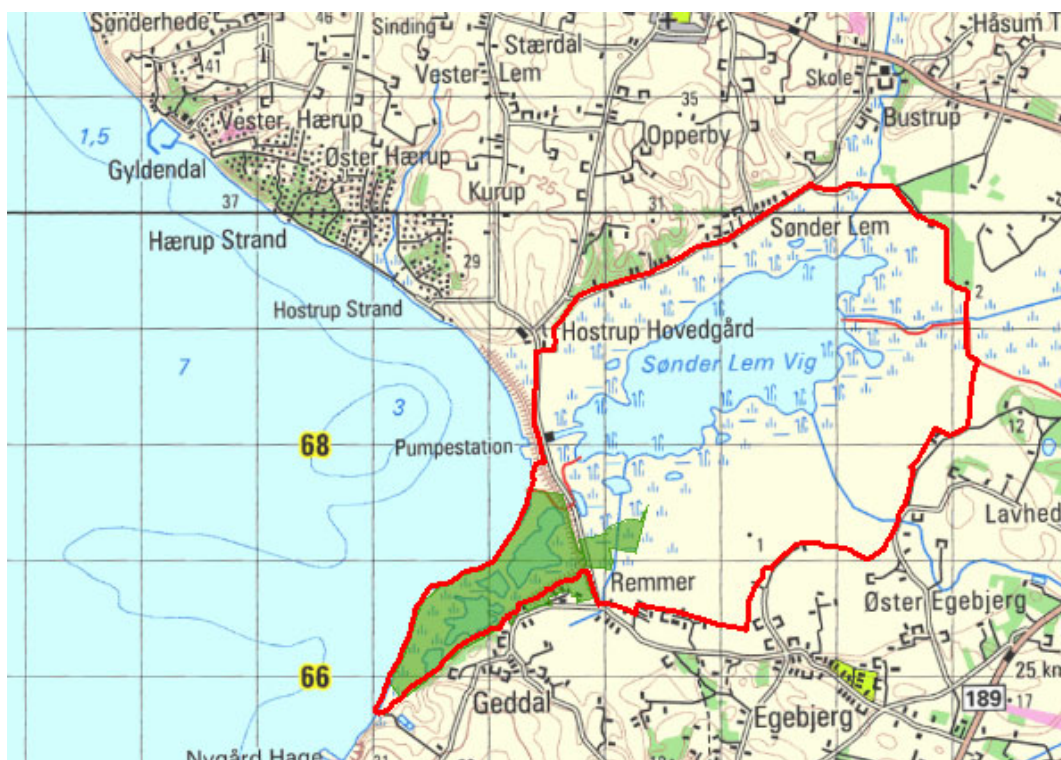 Sønderhede
46
Sinding
Stærdal
Håsum
41
Vester Lem
Skole
35
Bustrup
1,5
Vester Hærup
Opperby
Gyldendal
Øster Hærup
Kurup
25
37
31
Hærup Strand
Sønder Lem
29
2
Hostrup Strand
Hostrup Hovedgård
7
Sønder Lem Vig
3
12
68
Pumpestation
Lavhed
1
Remmer
Øster Egebjerg
66
25 km
Geddal
189
17
Egebjerg
Nygård Hage